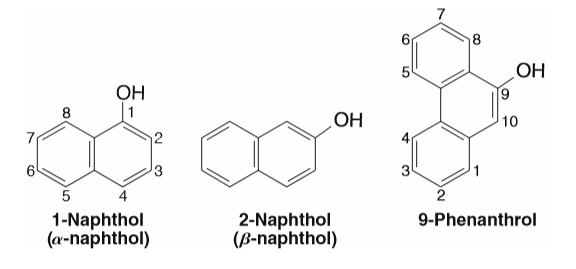 OH
8
1
7
2
6
3
5
4
1-Naphthol
(α-naphthol)
OH
2-Naphthol
(β-naphthol)
7
6
8
5
OH
9
10
4
3
1
2
9-Phenanthrol